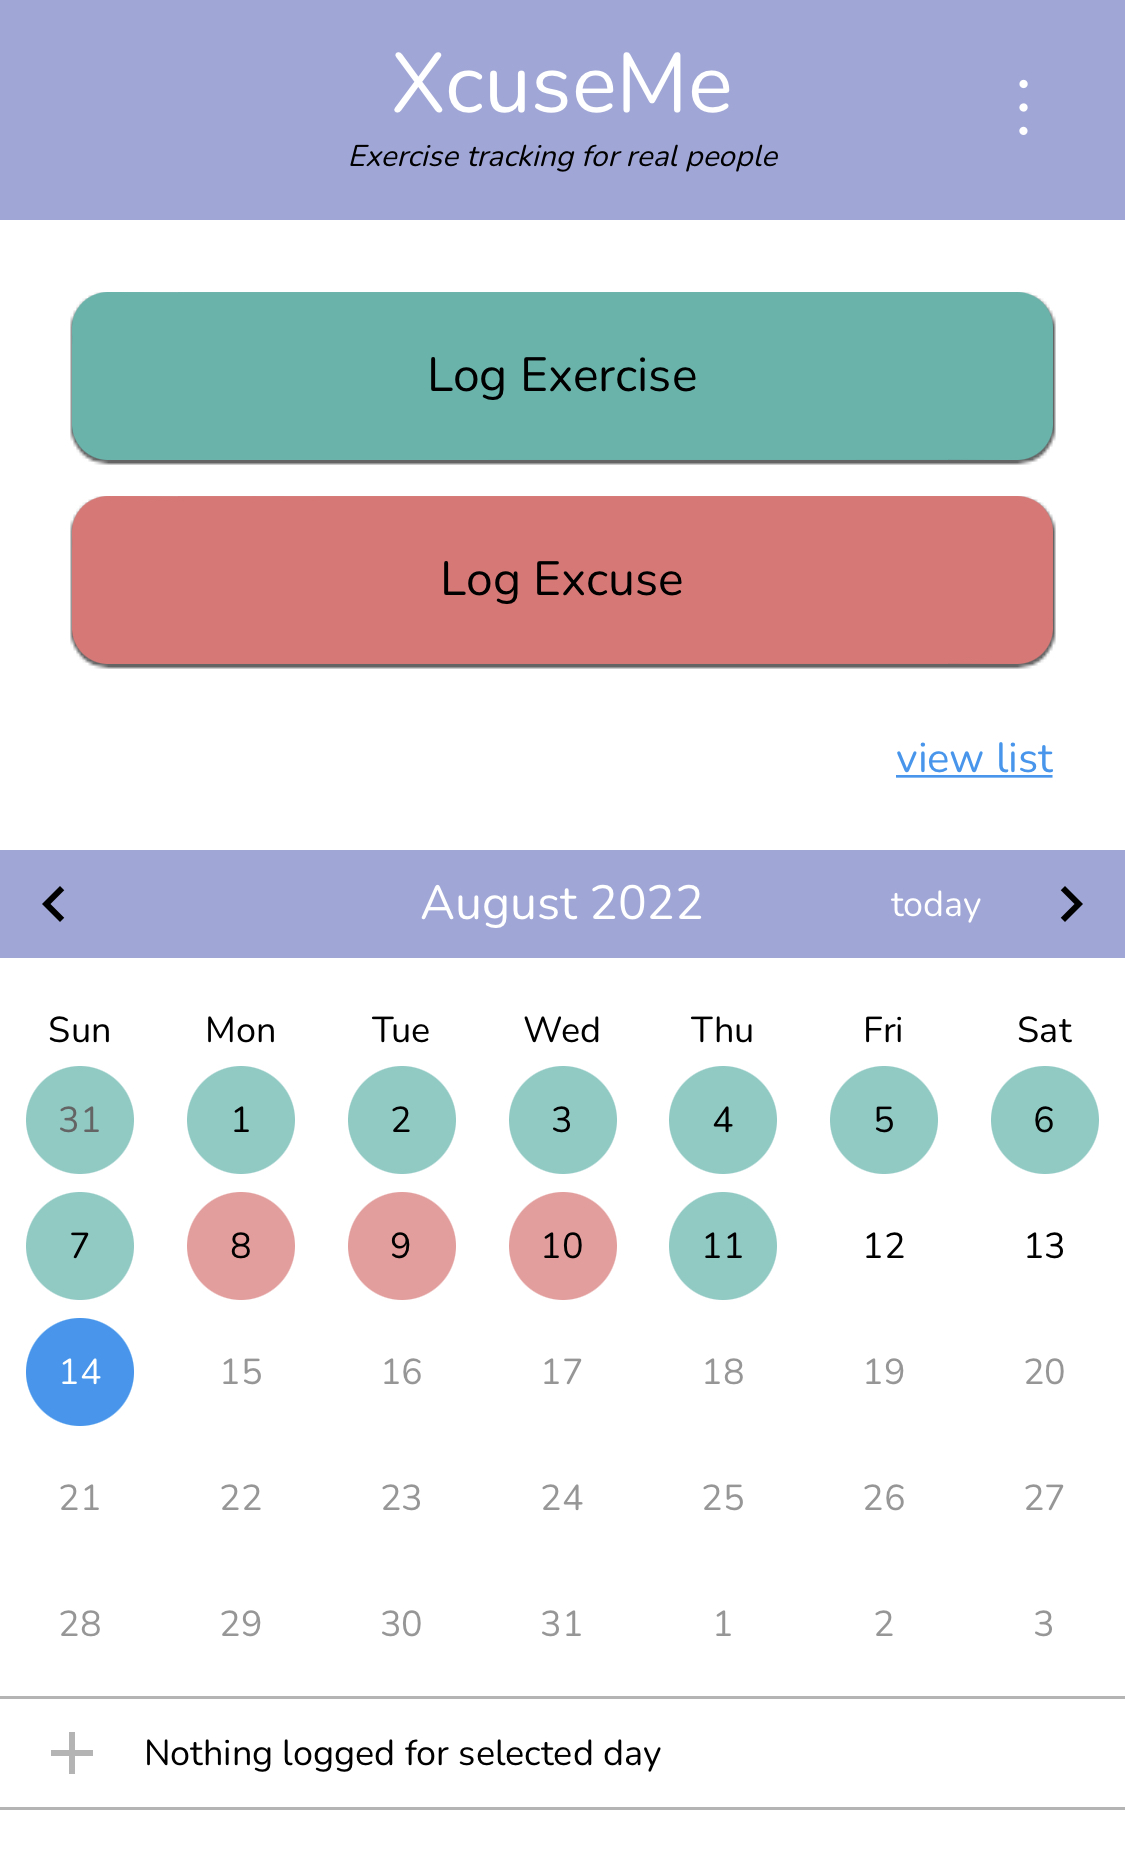 XcuseMe
Exercise tracking for real people
Log Exercise
Log Excuse
view list
August 2022 today
Sun Mon Tue Wed Thu Fri Sat
31 1 2 3 4 5 6
7 8 9 10 11 12 13
14 15 16 17 18 19 20
21 22 23 24 25 26 27
28 29 30 31 1 2 3
Nothing logged for selected day